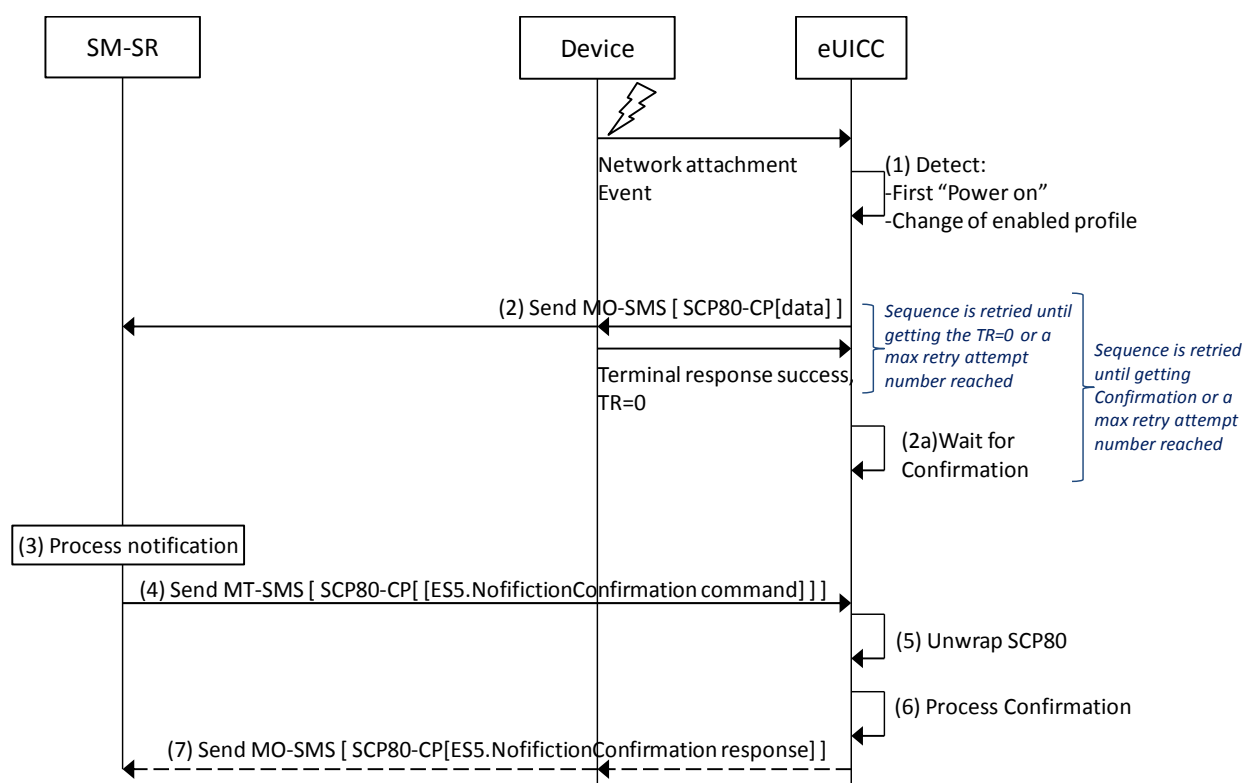 SM-SR
Device
eUICC
Network attachment
Event
(1) Detect:
-First “Power on”
-Change of enabled profile
(2) Send MO-SMS [ SCP80-CP[data] ]
Sequence is retried until
getting the TR=0 or a
max retry attempt
number reached
Sequence is retried
until getting
Confirmation or a
max retry attempt
number reached
Terminal response success,
TR=0
(2a)Wait for
Confirmation
(3) Process notification
(4) Send MT-SMS [ SCP80-CP[ [ES5.NofifictionConfirmation command] ] ]
(5) Unwrap SCP80
(6) Process Confirmation
(7) Send MO-SMS [ SCP80-CP[ES5.NofifictionConfirmation response] ]